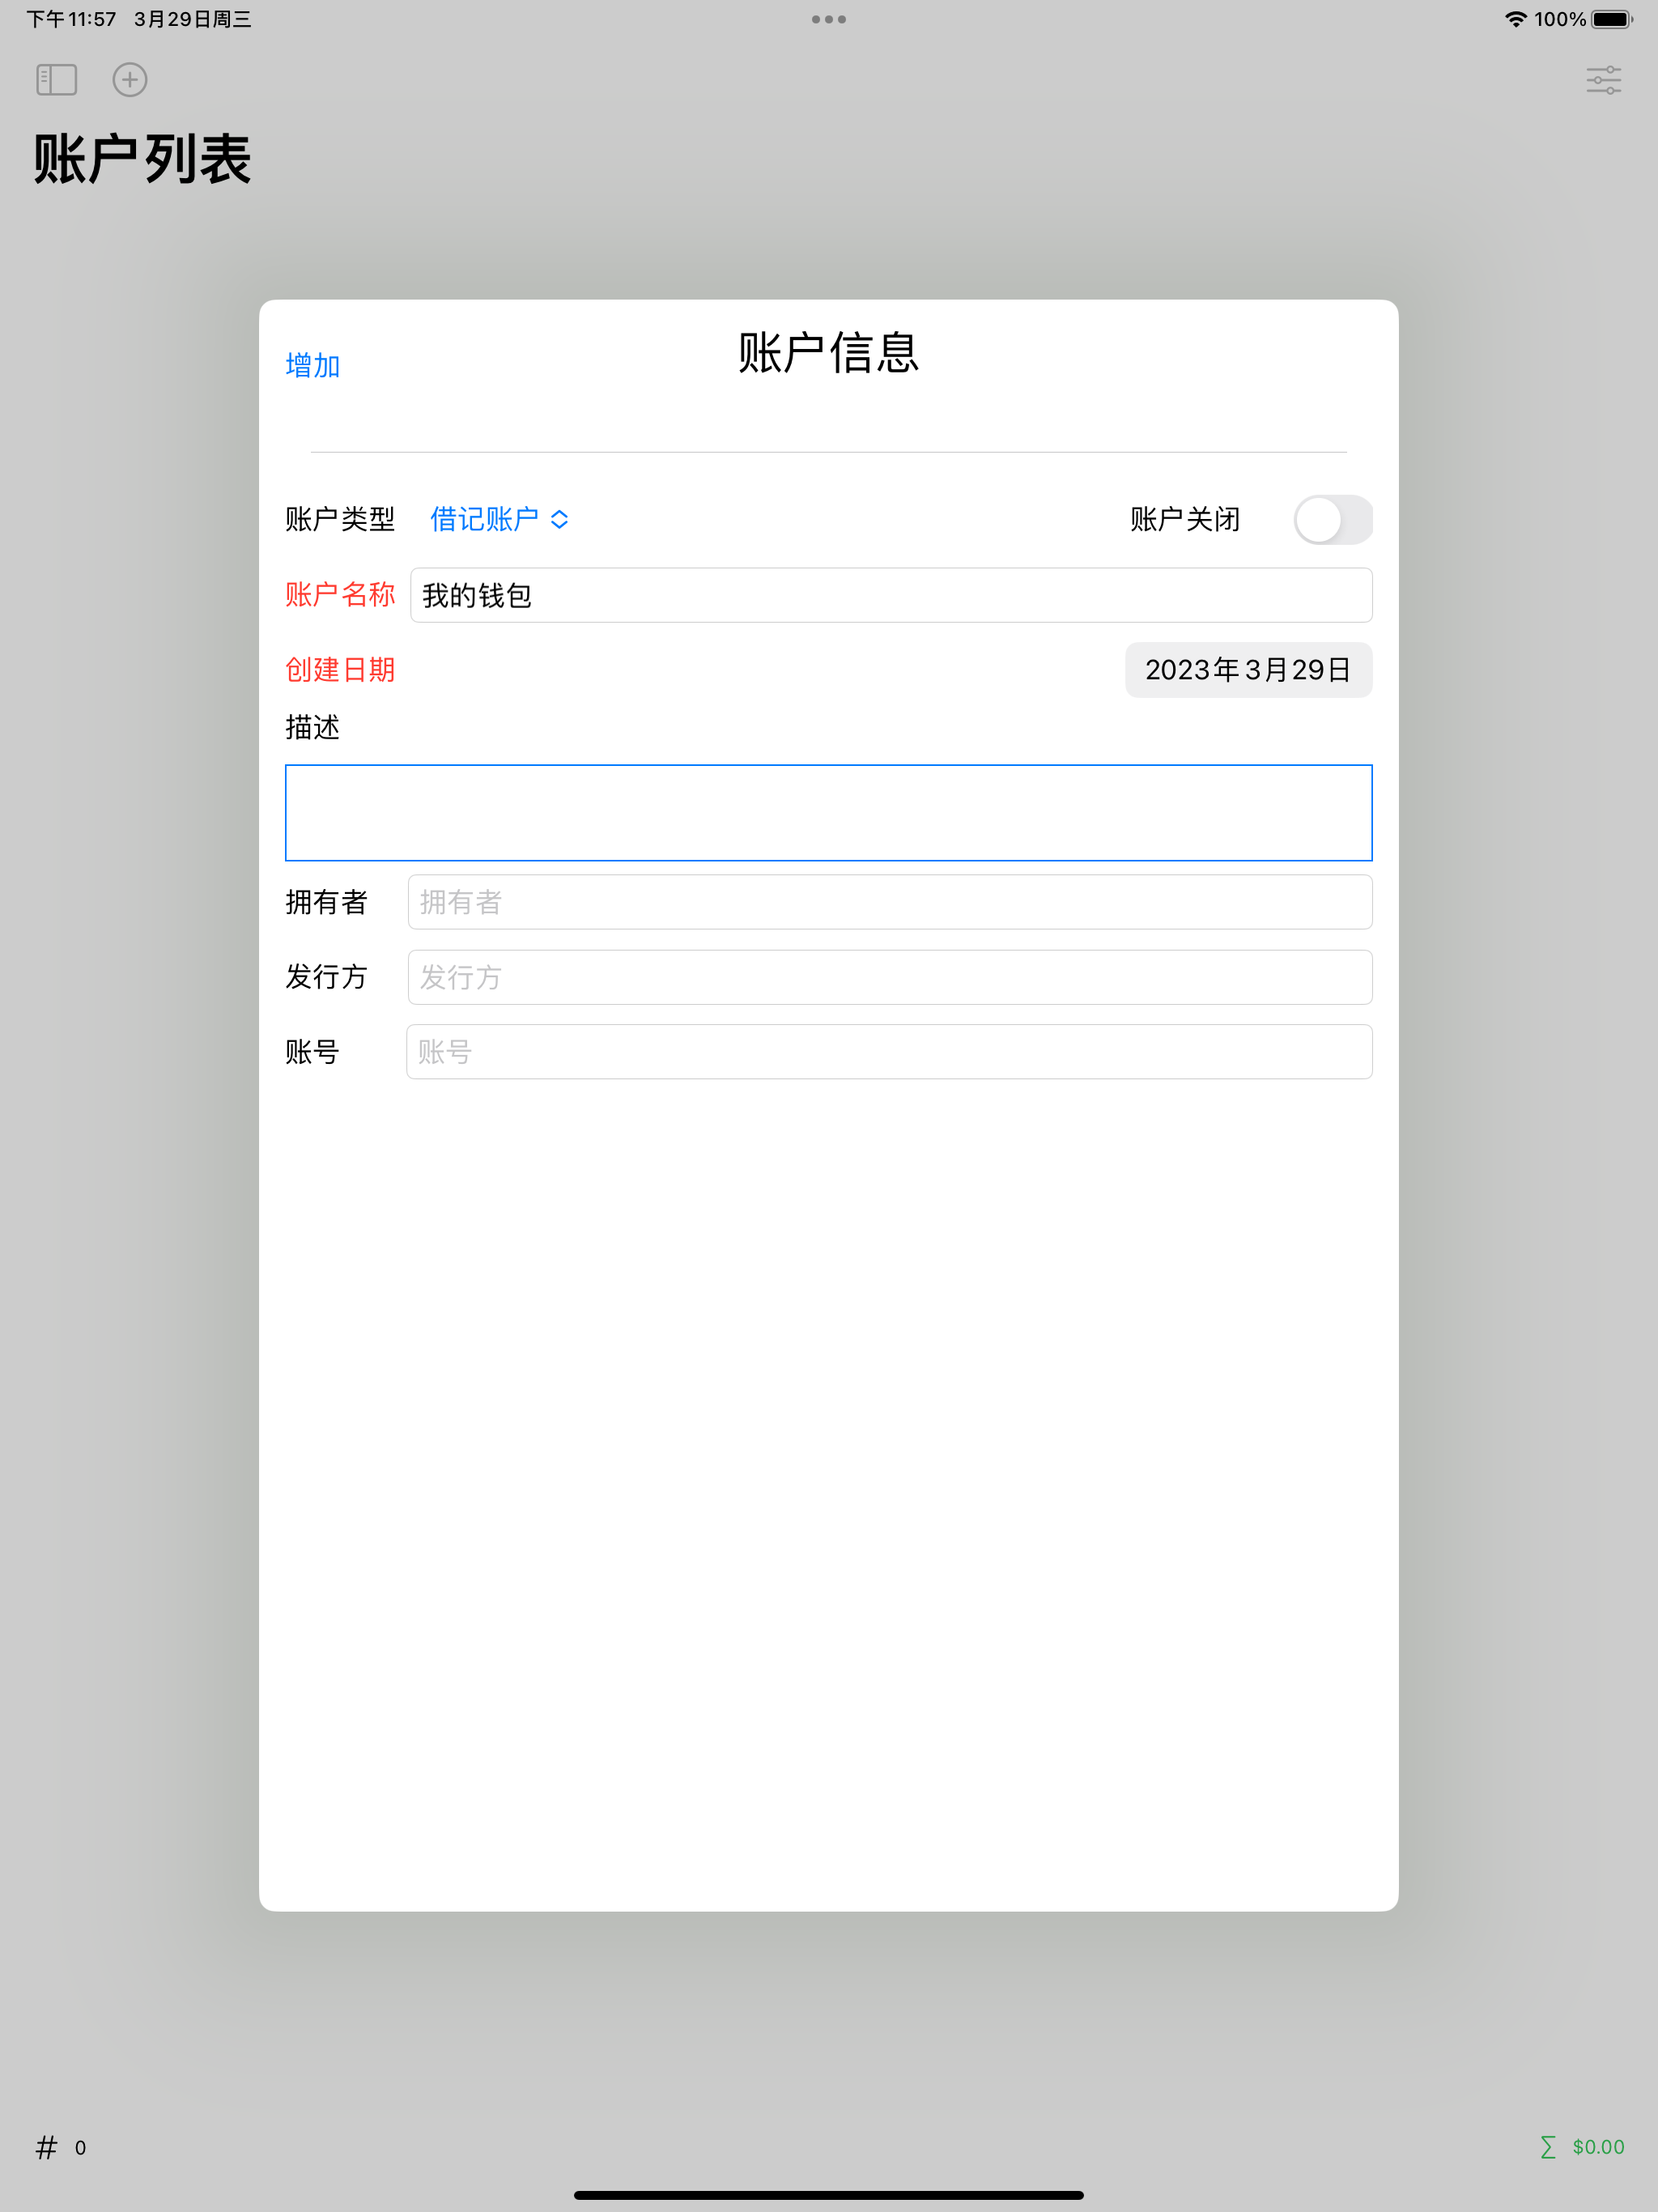 下午11:57 3月29日周三 100%
账户列表
增加 账户信息
账户类型 借记账户 账户关闭
账户名称 我的钱包
创建日期 2023年3月29日
描述
拥有者 拥有者
发行方 发行方
账号 账号
# 0 Σ $0.00